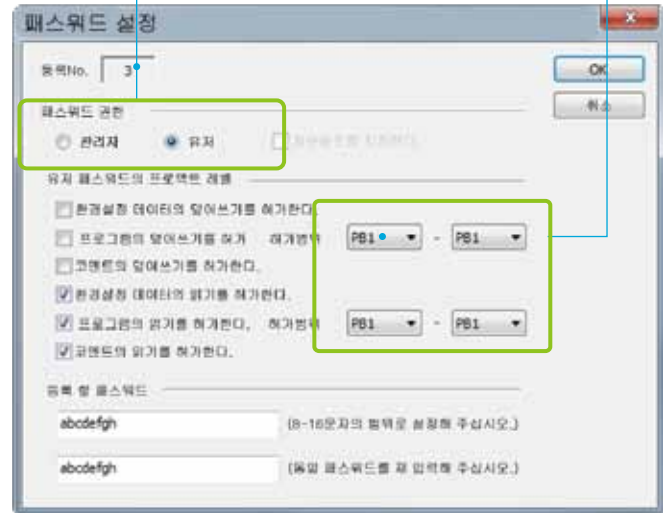 패스워드 설정
등록No. 3
OK
취소
패스워드 권한
관리자 유저
유저 패스워드의 프로텍트 레벨
환경설정 데이터의 덮어쓰기를 허가한다.
프로그램의 덮어쓰기를 허가 허가범위 PB1 - PB1
코멘트의 덮어쓰기를 허가한다.
환경설정 데이터의 읽기를 허가한다.
프로그램의 읽기를 허가한다, 허가범위 PB1 - PB1
코멘트의 읽기를 허가한다.
등록 할 패스워드
abcdefgh (8-16문자의 범위로 설정해 주십시오.)
abcdefgh (동일 패스워드를 재 입력해 주십시오.)